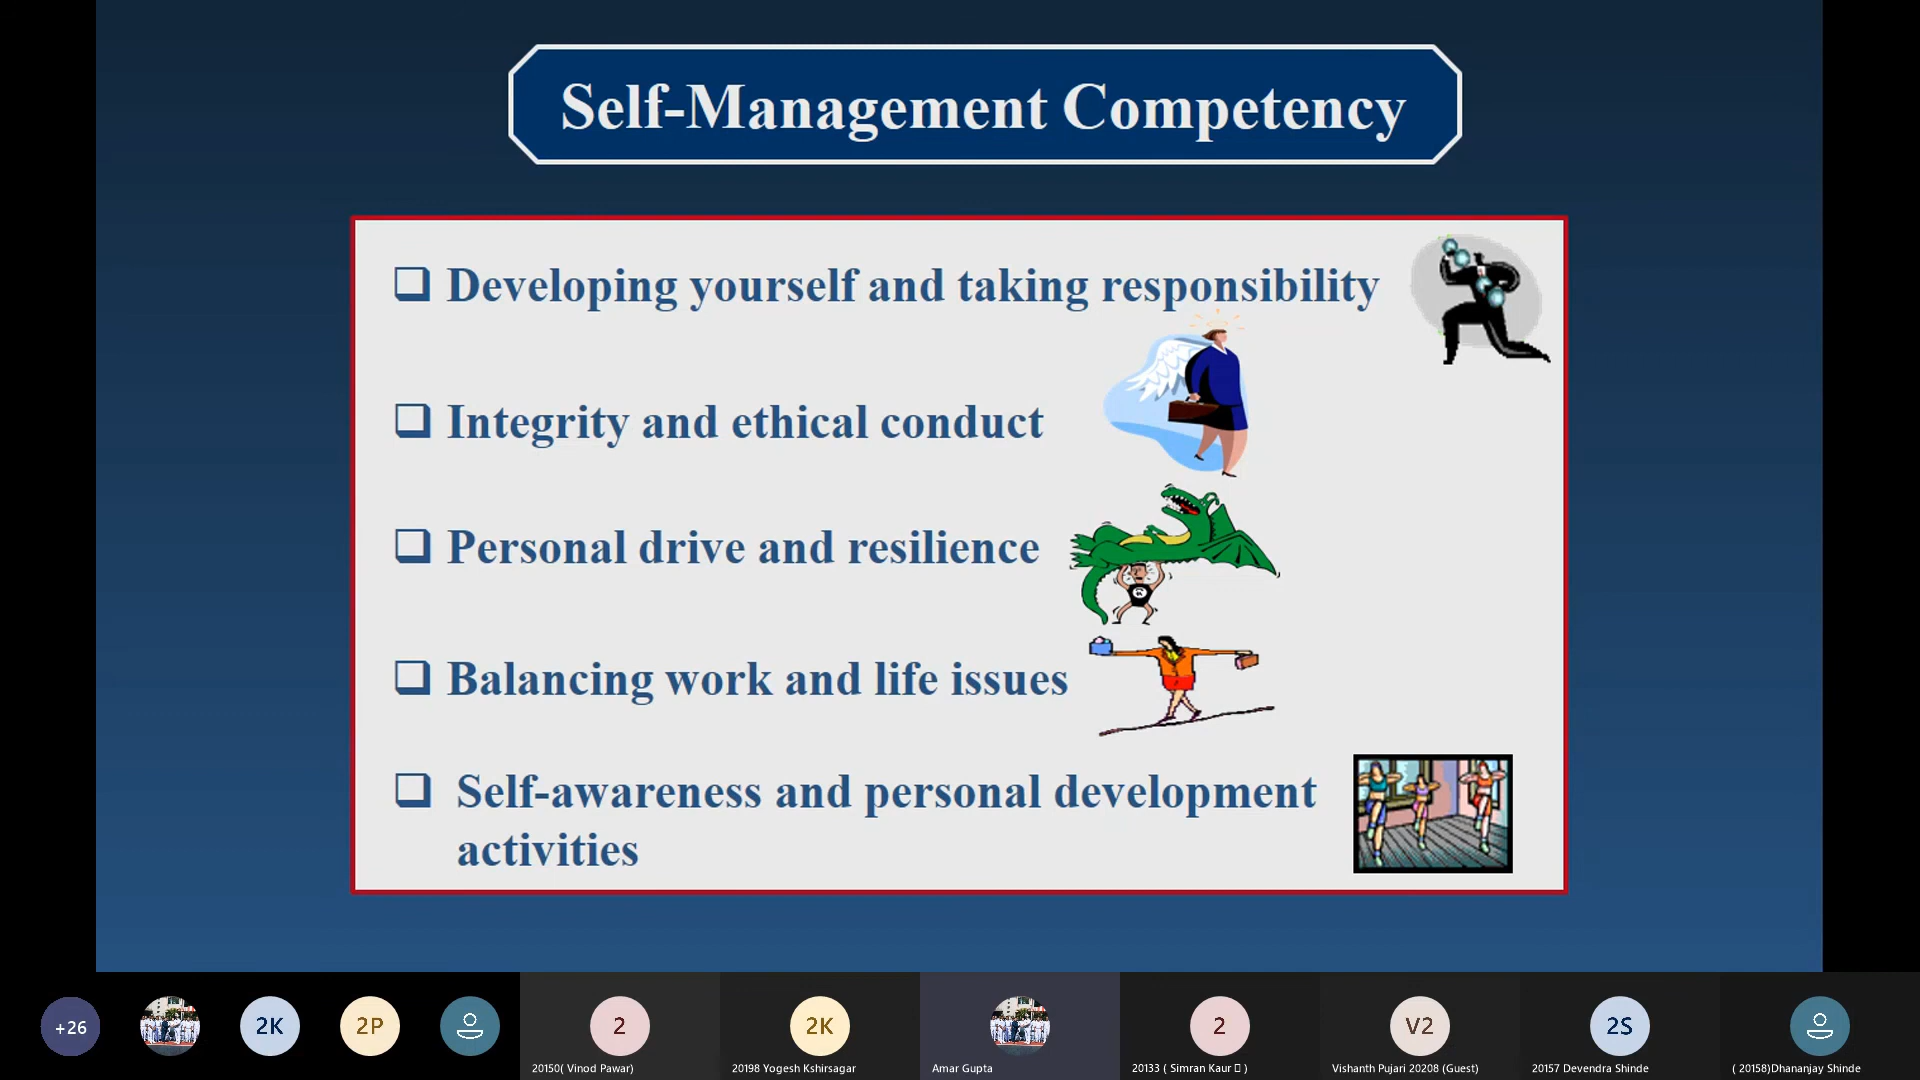 Self-Management Competency
Developing yourself and taking responsibility
Integrity and ethical conduct
Personal drive and resilience
Balancing work and life issues
Self-awareness and personal development
activities
+26
2K
2P
2
2K
2
V2
2S
20150( Vinod Pawar)
20198 Yogesh Kshirsagar
Amar Gupta
20133 ( Simran Kaur )
Vishanth Pujari 20208 (Guest)
20157 Devendra Shinde
( 20158)Dhananjay Shinde